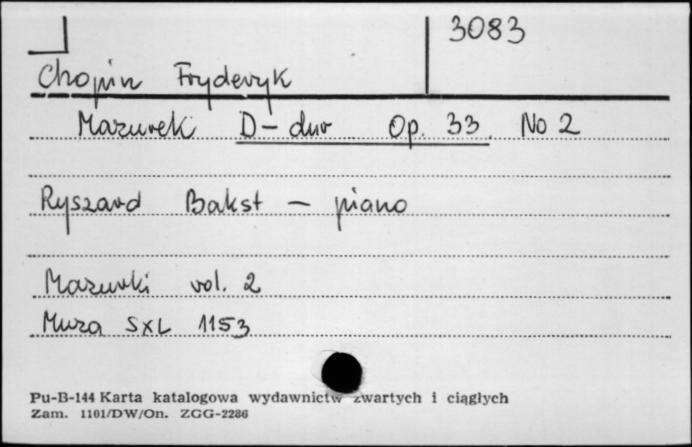 3083
Chopin Fryderyk
Mazurek D-dur Op. 33. No 2
Ryszard Bakst - piano
Mazurki vol. 2
Muza SXL 1153
Pu-B-144 Karta katalogowa wydawnictw zwartych i ciągłych
Zam. 1101/DW/On. ZGG-2286